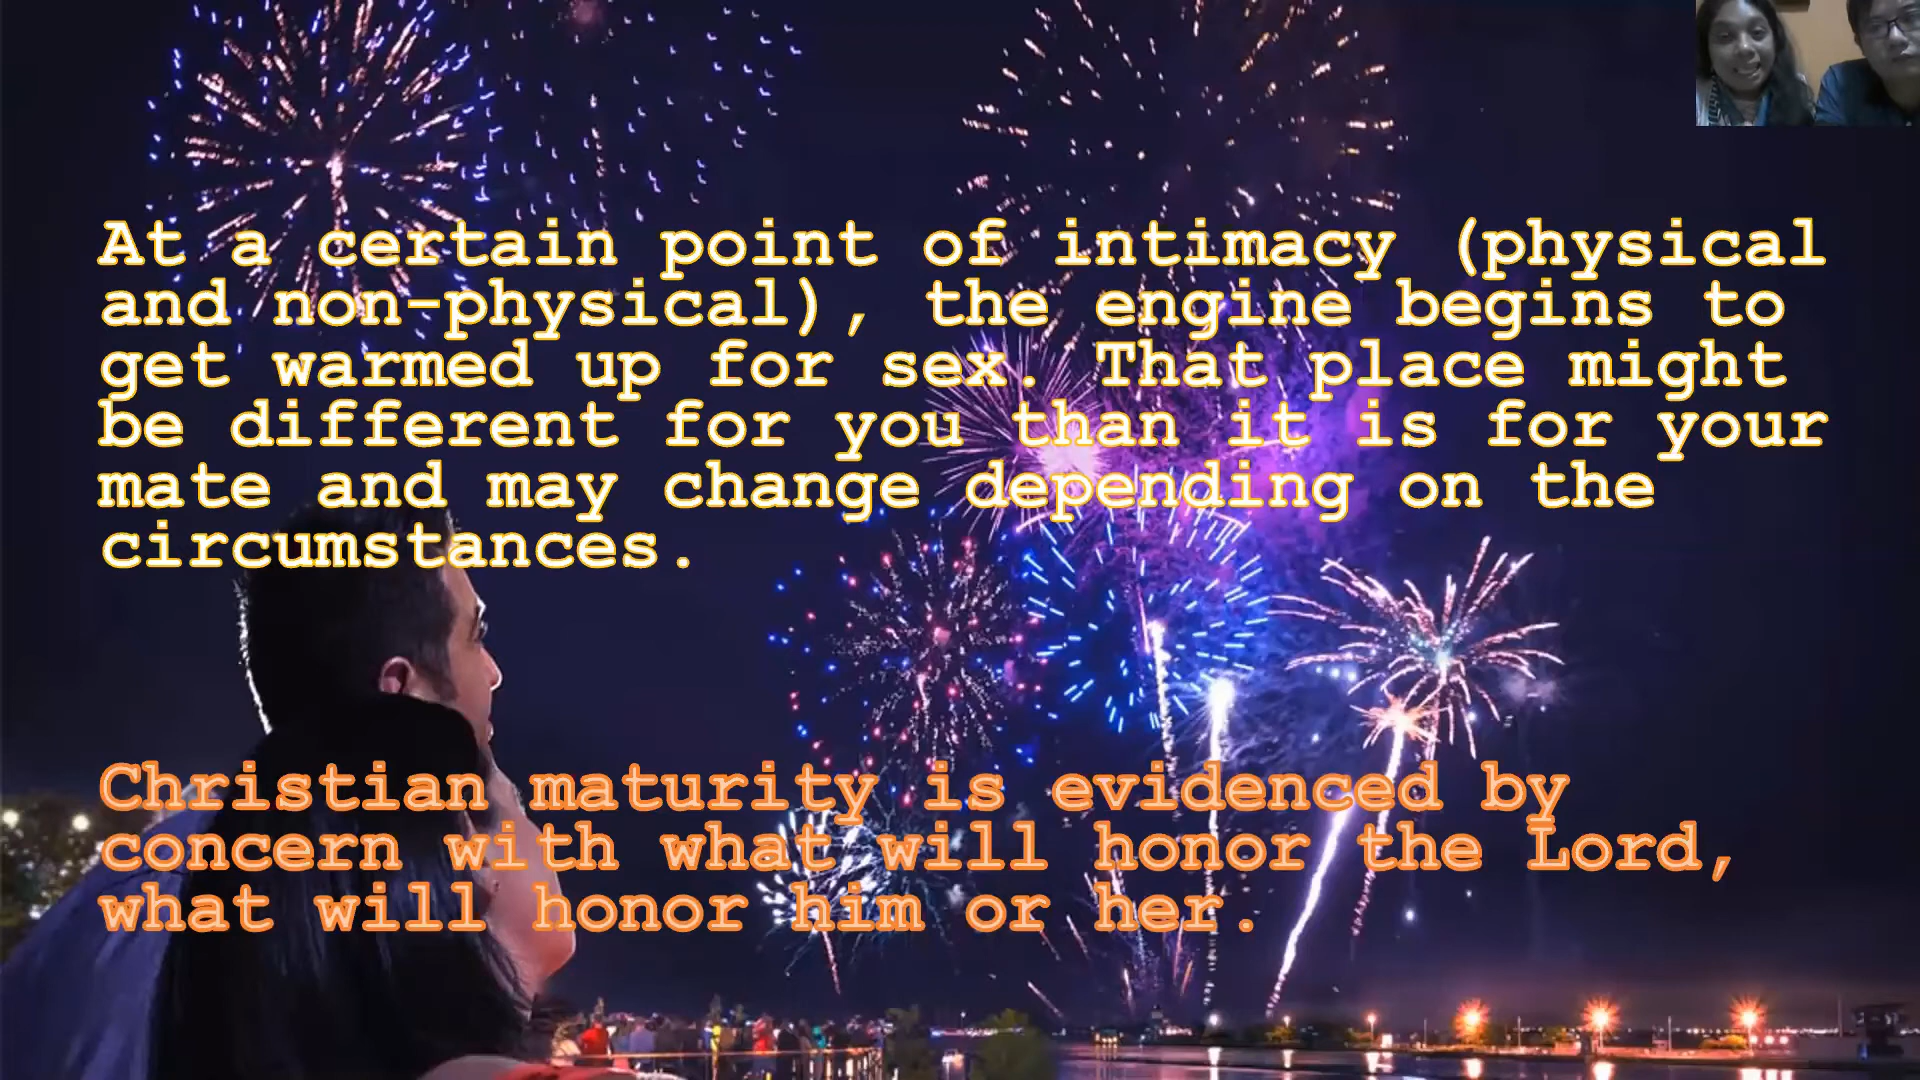 At a certain point of intimacy (physical
and non-physical), the engine begins to
get warmed up for sex. That place might
be different for you than it is for your
mate and may change depending on the
circumstances.
Christian maturity is evidenced by
concern with what will honor the Lord,
what will honor him or her.